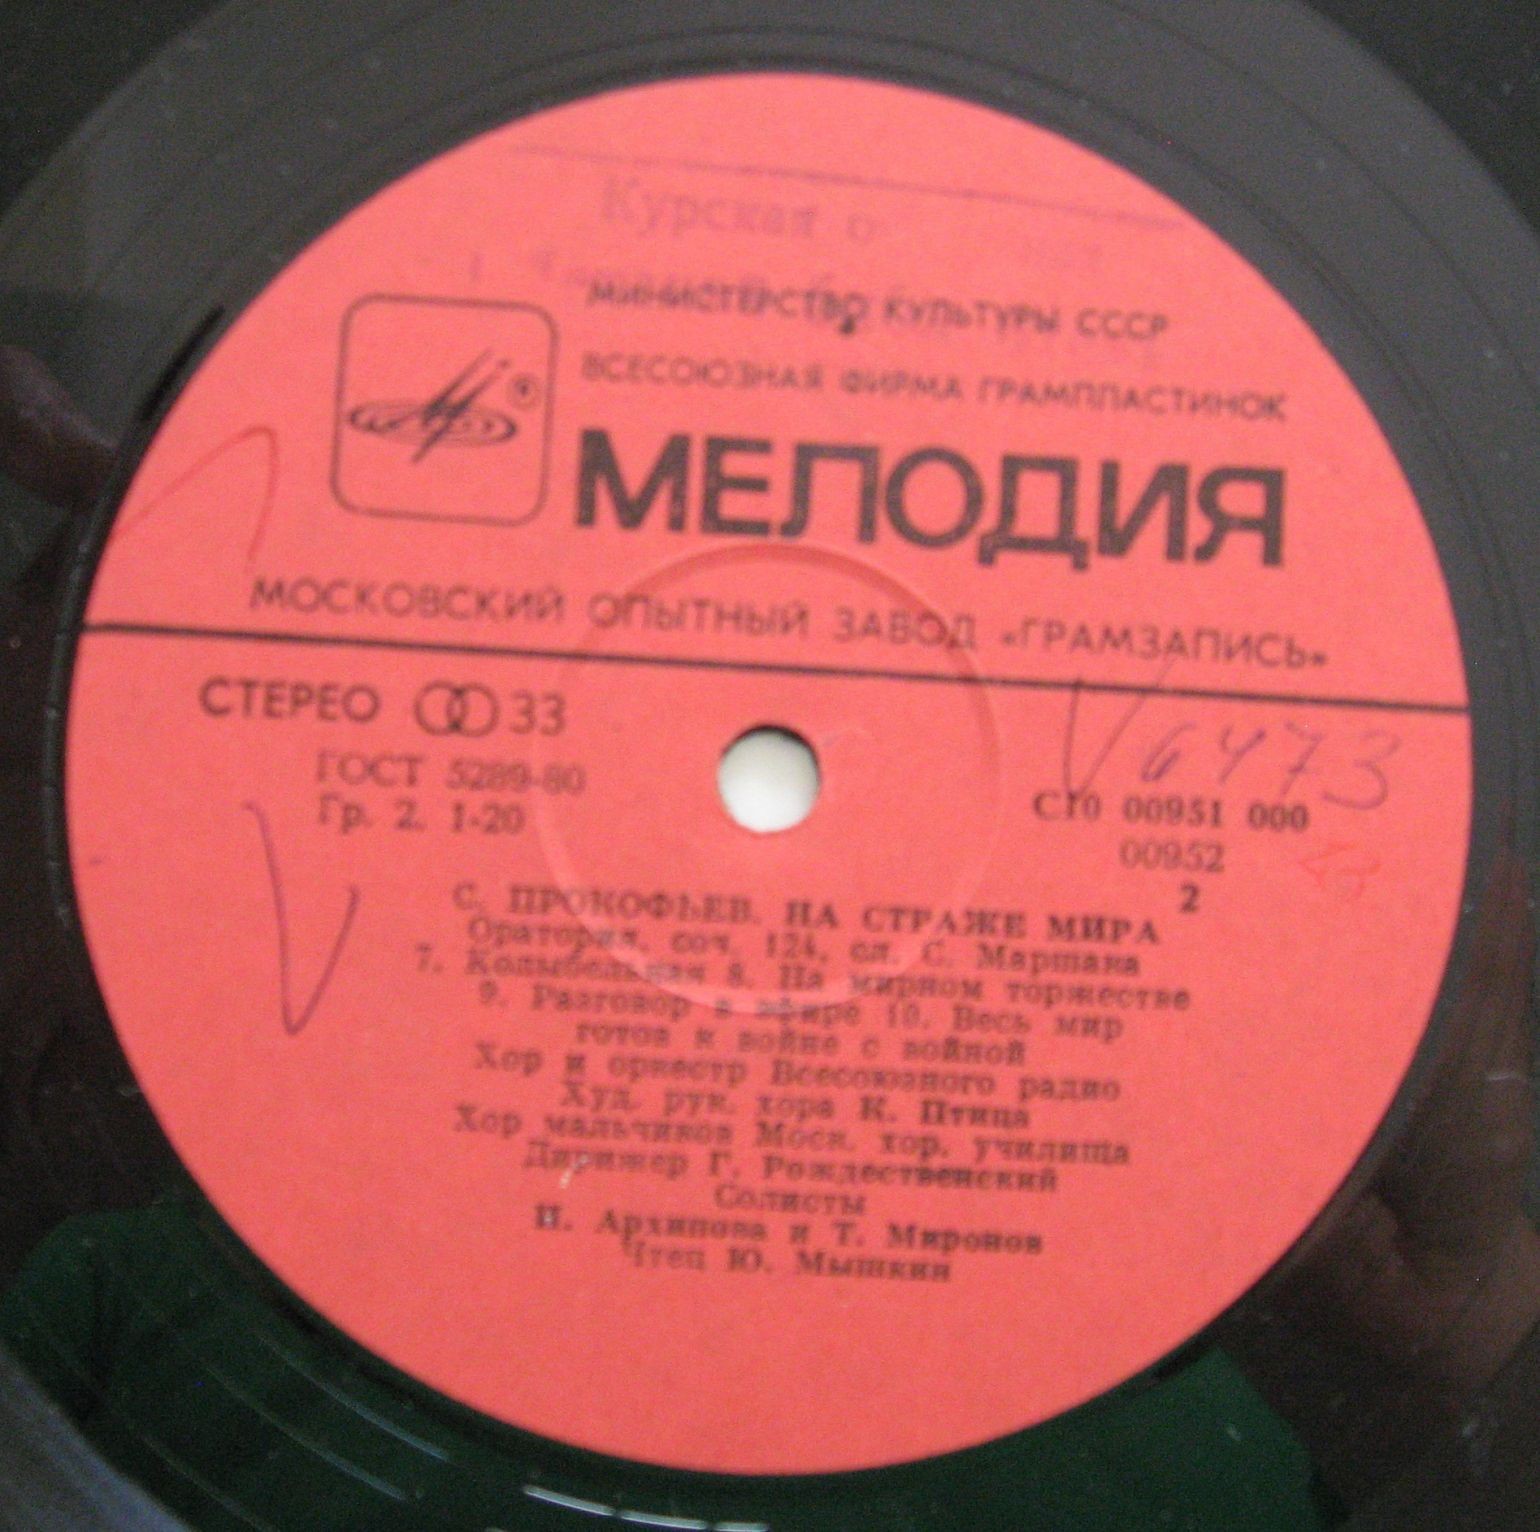 Курская
МИНИСТЕРСТВО КУЛЬТУРЫ СССР
ВСЕСОЮЗНАЯ ФИРМА ГРАМПЛАСТИНОК
МЕЛОДИЯ
МОСКОВСКИЙ ОПЫТНЫЙ ЗАВОД «ГРАМЗАПИСЬ»
СТЕРЕО 33
6473
ГОСТ 5289-80
Гр. 2. 1-20
С10 00951 000
00952
2
С. ПРОКОФЬЕВ. НА СТРАЖЕ МИРА
Оратория, соч. 124, сл. С. Маршака
7. Колыбельная 8. На мирном торжестве
9. Разговор в эфире 10. Весь мир
готов к войне с войной
Хор и оркестр Всесоюзного радио
Худ. рук. хора К. Птица
Хор мальчиков Моск. хор. училища
Дирижер Г. Рождественский
Солисты
И. Архипова и Т. Миронов
Чтец Ю. Мышкин